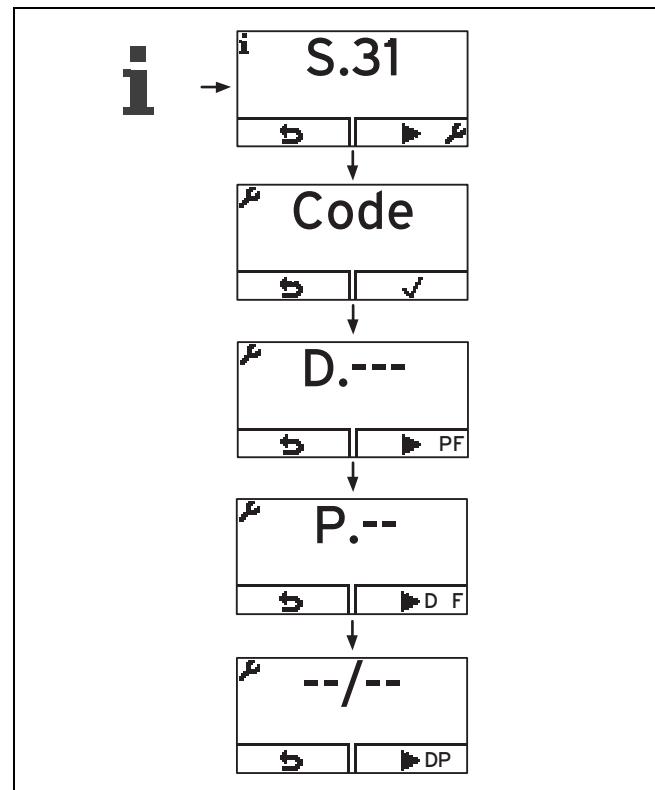 i
i S.31
Code
D.---
PF
P.--
D F
--/--
DP